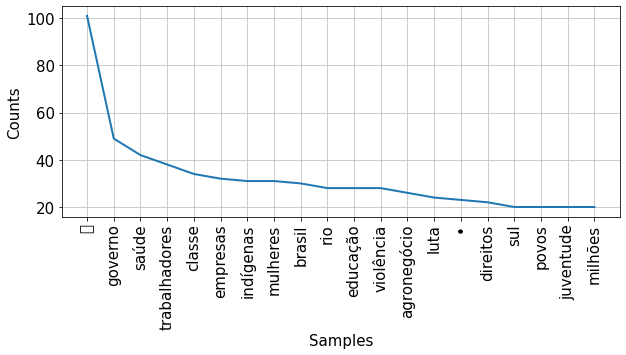 100
80
60
40
20
Counts
governo
saúde
trabalhadores
classe
empresas
indígenas
mulheres
brasil
rio
educação
violência
agronegócio
luta
•
direitos
sul
povos
juventude
milhões
Samples